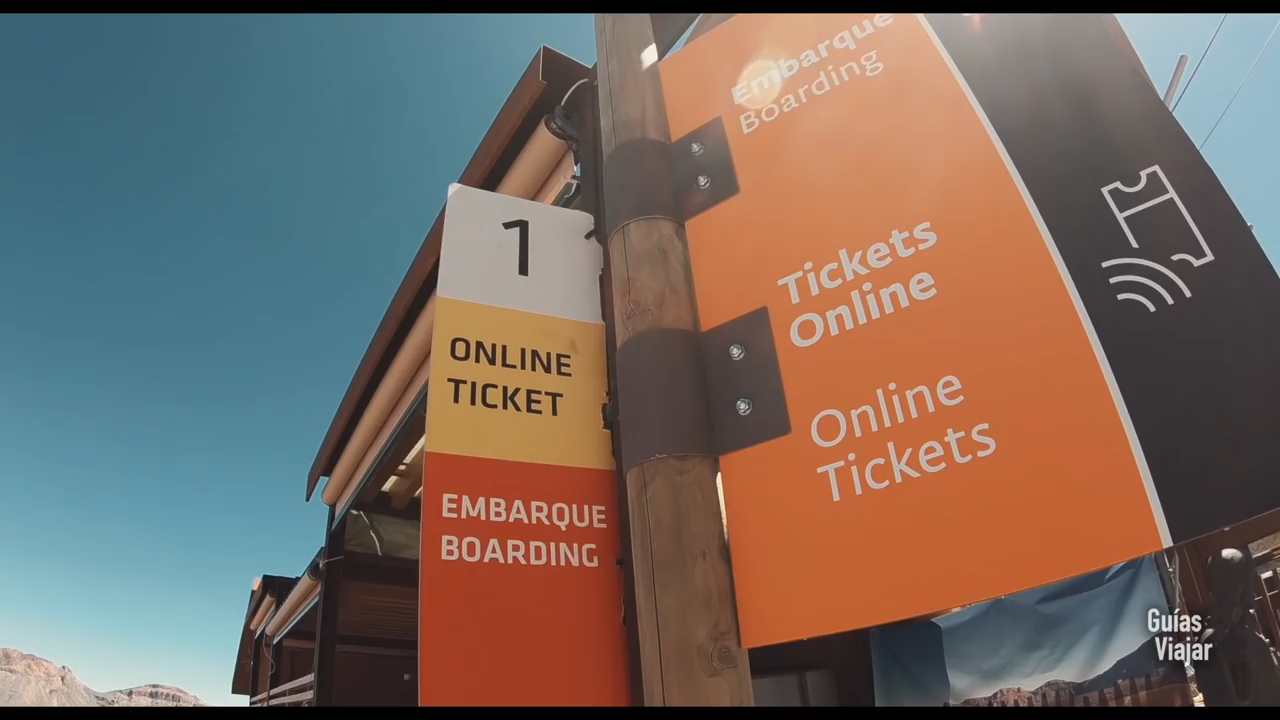 1
ONLINE
TICKET
EMBARQUE
BOARDING
Embarque
Boarding
Tickets
Online
Online
Tickets
Guías
Viajar